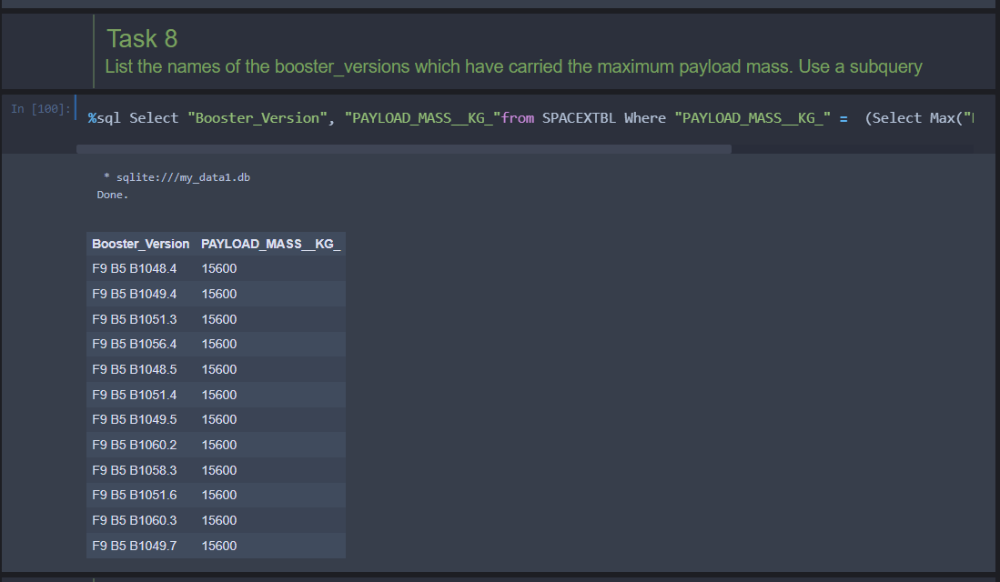 Task 8
List the names of the booster_versions which have carried the maximum payload mass. Use a subquery
In [100]:
%sql Select "Booster_Version", "PAYLOAD_MASS__KG_"from SPACEXTBL Where "PAYLOAD_MASS__KG_" =  (Select Max("
* sqlite:///my_data1.db
Done.
Booster_Version PAYLOAD_MASS__KG_
F9 B5 B1048.4 15600
F9 B5 B1049.4 15600
F9 B5 B1051.3 15600
F9 B5 B1056.4 15600
F9 B5 B1048.5 15600
F9 B5 B1051.4 15600
F9 B5 B1049.5 15600
F9 B5 B1060.2 15600
F9 B5 B1058.3 15600
F9 B5 B1051.6 15600
F9 B5 B1060.3 15600
F9 B5 B1049.7 15600